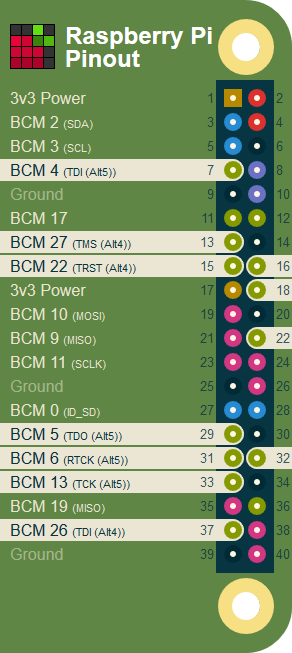 Raspberry Pi
Pinout
3v3 Power 1 2
BCM 2 (SDA) 3 4
BCM 3 (SCL) 5 6
BCM 4 (TDI (Alt5)) 7 8
Ground 9 10
BCM 17 11 12
BCM 27 (TMS (Alt4)) 13 14
BCM 22 (TRST (Alt4)) 15 16
3v3 Power 17 18
BCM 10 (MOSI) 19 20
BCM 9 (MISO) 21 22
BCM 11 (SCLK) 23 24
Ground 25 26
BCM 0 (ID_SD) 27 28
BCM 5 (TDO (Alt5)) 29 30
BCM 6 (RTCK (Alt5)) 31 32
BCM 13 (TCK (Alt5)) 33 34
BCM 19 (MISO) 35 36
BCM 26 (TDI (Alt4)) 37 38
Ground 39 40